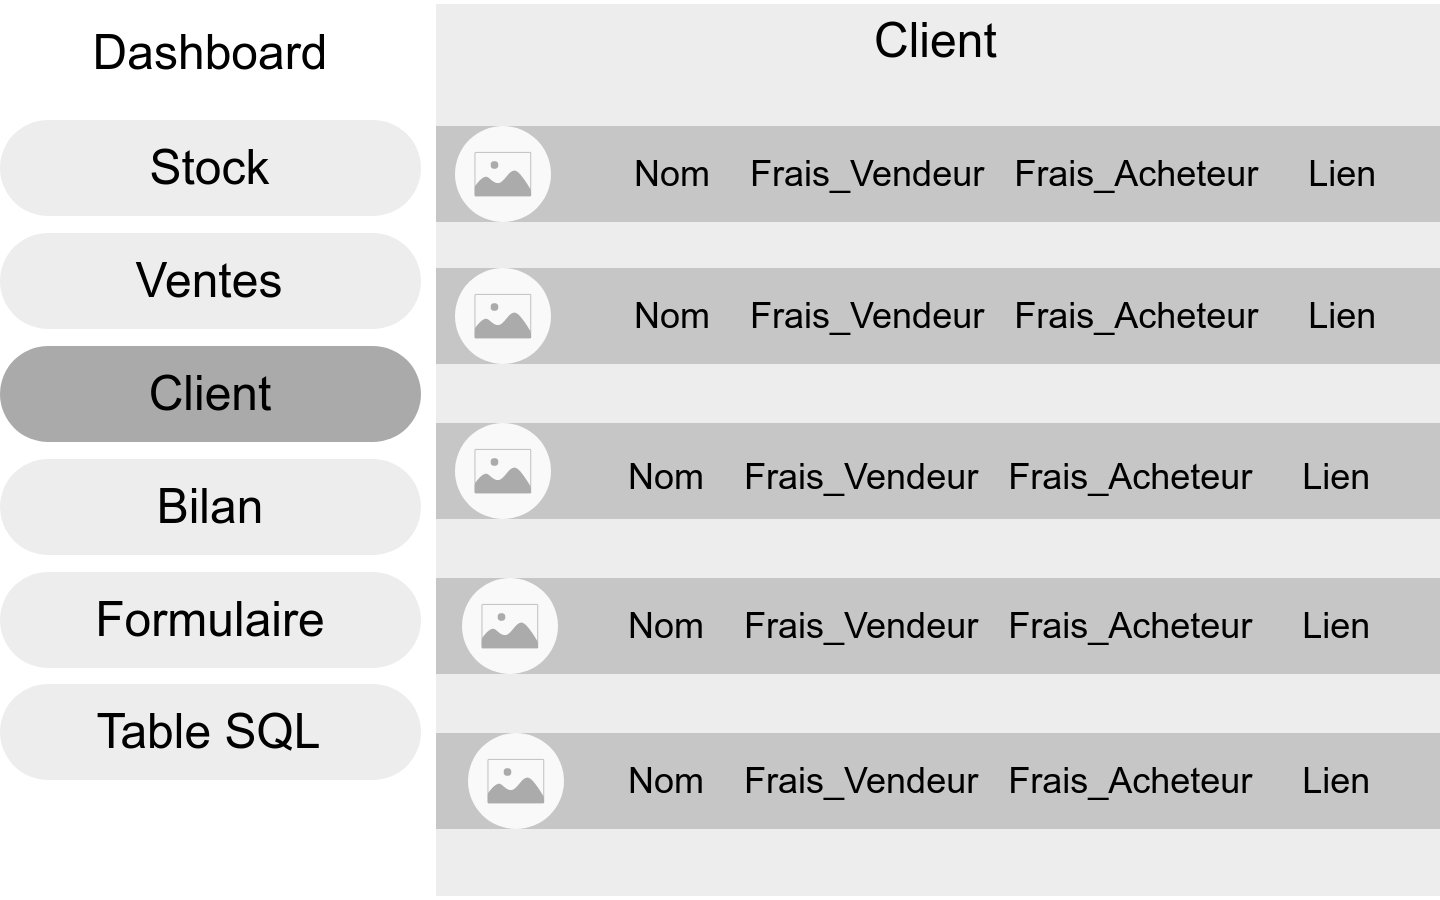 Dashboard
Stock
Ventes
Client
Bilan
Formulaire
Table SQL
Client
Nom Frais_Vendeur Frais_Acheteur Lien
Nom Frais_Vendeur Frais_Acheteur Lien
Nom Frais_Vendeur Frais_Acheteur Lien
Nom Frais_Vendeur Frais_Acheteur Lien
Nom Frais_Vendeur Frais_Acheteur Lien